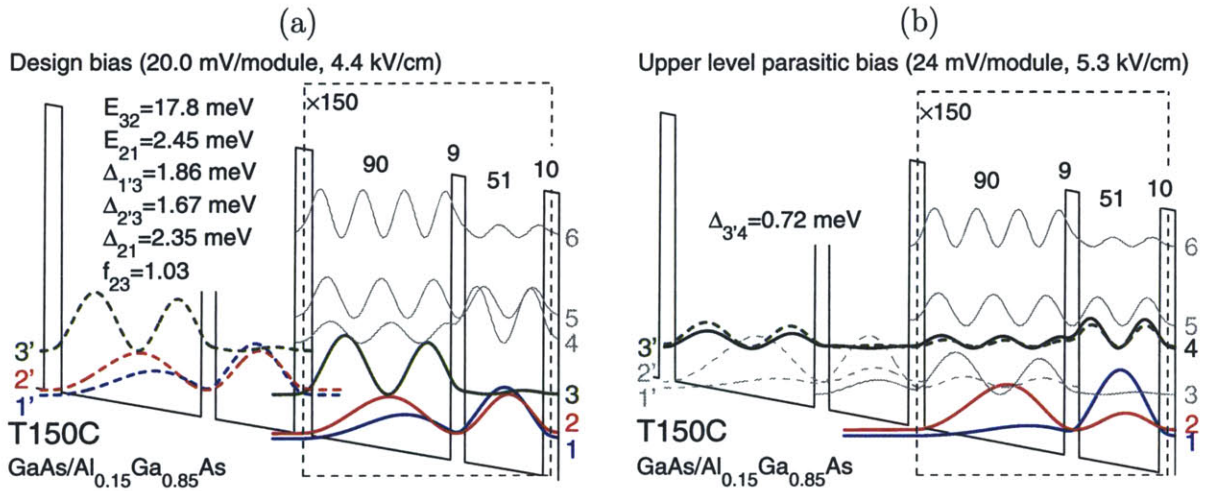 (a)
Design bias (20.0 mV/module, 4.4 kV/cm)
×150
E32=17.8 meV
E21=2.45 meV
Δ1'3=1.86 meV
Δ2'3=1.67 meV
Δ21=2.35 meV
f23=1.03
90
9
51
10
6
5
4
3'
2'
1'
3
2
1
T150C
GaAs/Al0.15Ga0.85As
(b)
Upper level parasitic bias (24 mV/module, 5.3 kV/cm)
×150
Δ3'4=0.72 meV
90
9
51
10
6
5
4
3'
2'
1'
3
2
1
T150C
GaAs/Al0.15Ga0.85As